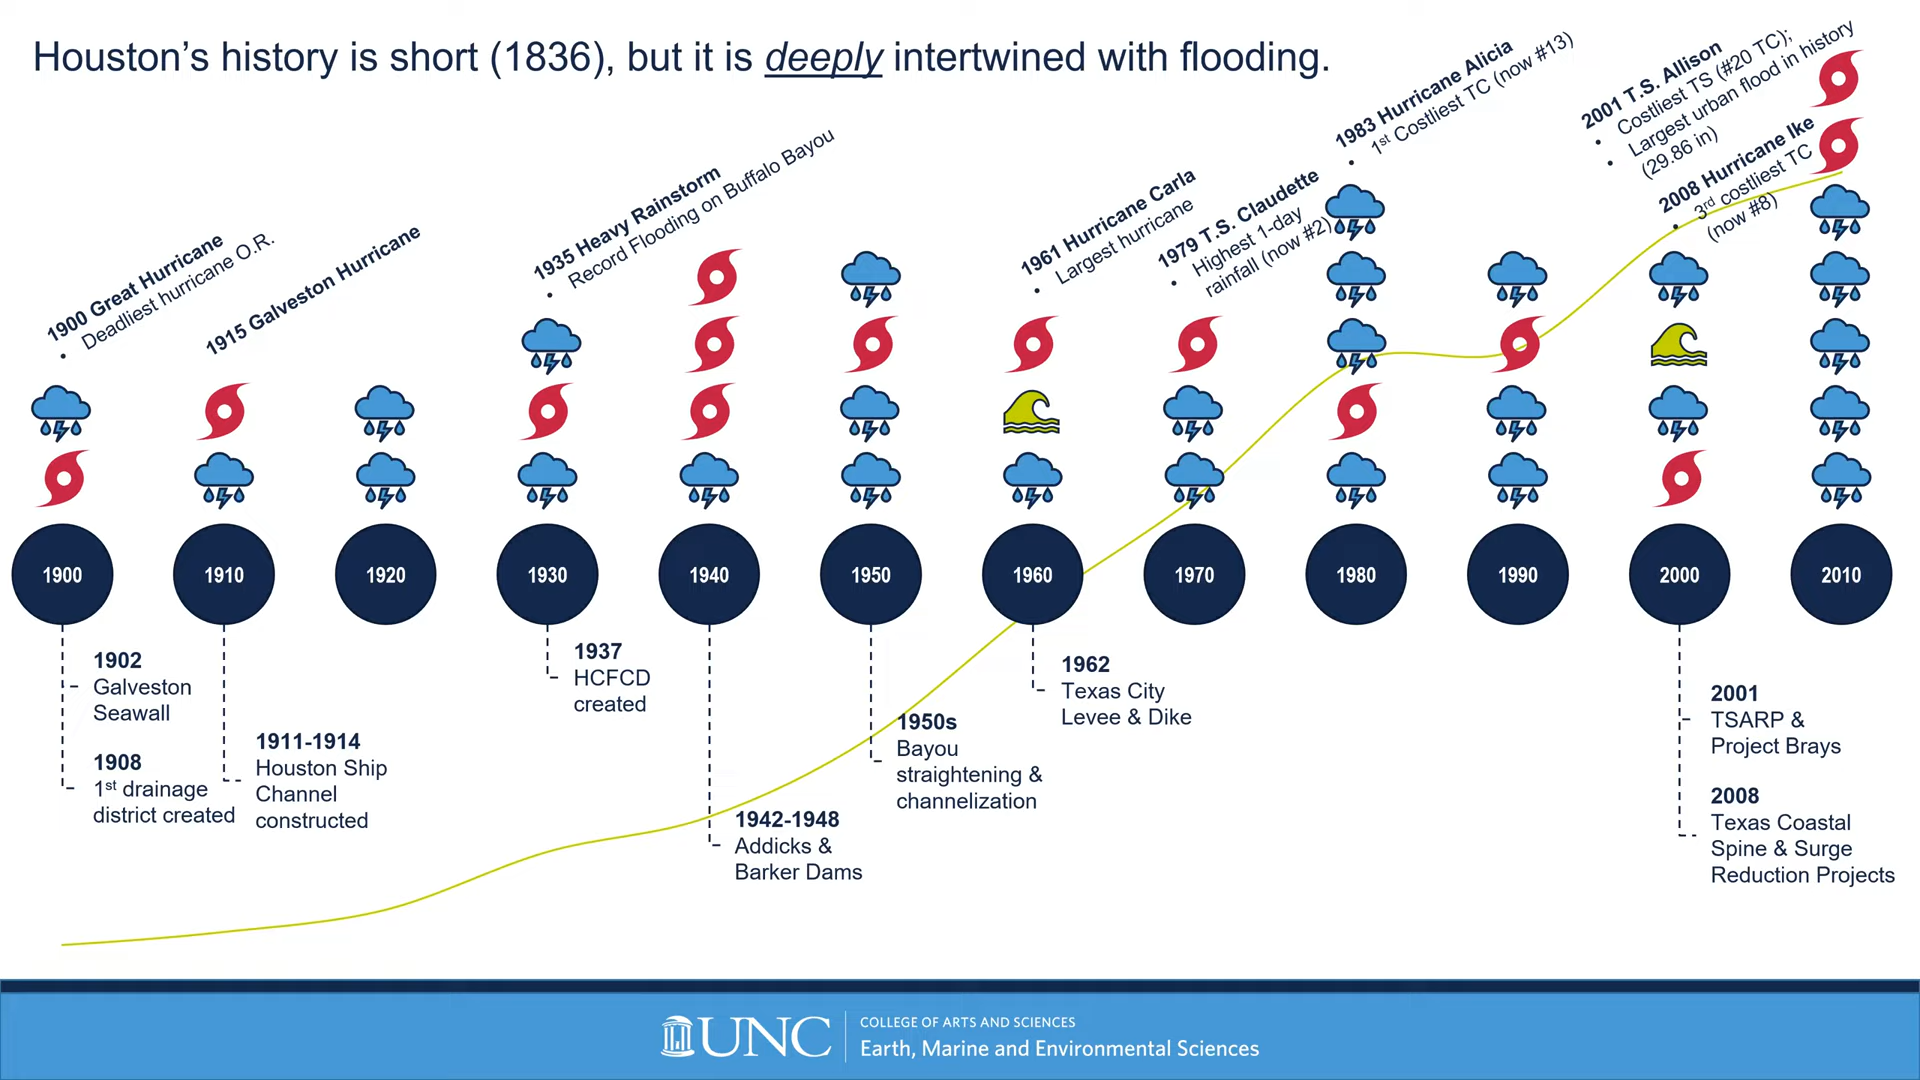 Houston’s history is short (1836), but it is deeply intertwined with flooding.
1900 Great Hurricane
• Deadliest hurricane O.R.
1915 Galveston Hurricane
1935 Heavy Rainstorm
• Record Flooding on Buffalo Bayou
1961 Hurricane Carla
• Largest hurricane
1979 T.S. Claudette
• Highest 1-day
rainfall (now #2)
1983 Hurricane Alicia
• 1st Costliest TC (now #13)
2001 T.S. Allison
• Costliest TS (#20 TC);
• Largest urban flood in history
(29.86 in)
2008 Hurricane Ike
• 3rd costliest TC
(now #8)
1900
1910
1920
1930
1940
1950
1960
1970
1980
1990
2000
2010
1902
Galveston
Seawall
1908
1st drainage
district created
1911-1914
Houston Ship
Channel
constructed
1937
HCFCD
created
1942-1948
Addicks &
Barker Dams
1950s
Bayou
straightening &
channelization
1962
Texas City
Levee & Dike
2001
TSARP &
Project Brays
2008
Texas Coastal
Spine & Surge
Reduction Projects
UNC
COLLEGE OF ARTS AND SCIENCES
Earth, Marine and Environmental Sciences